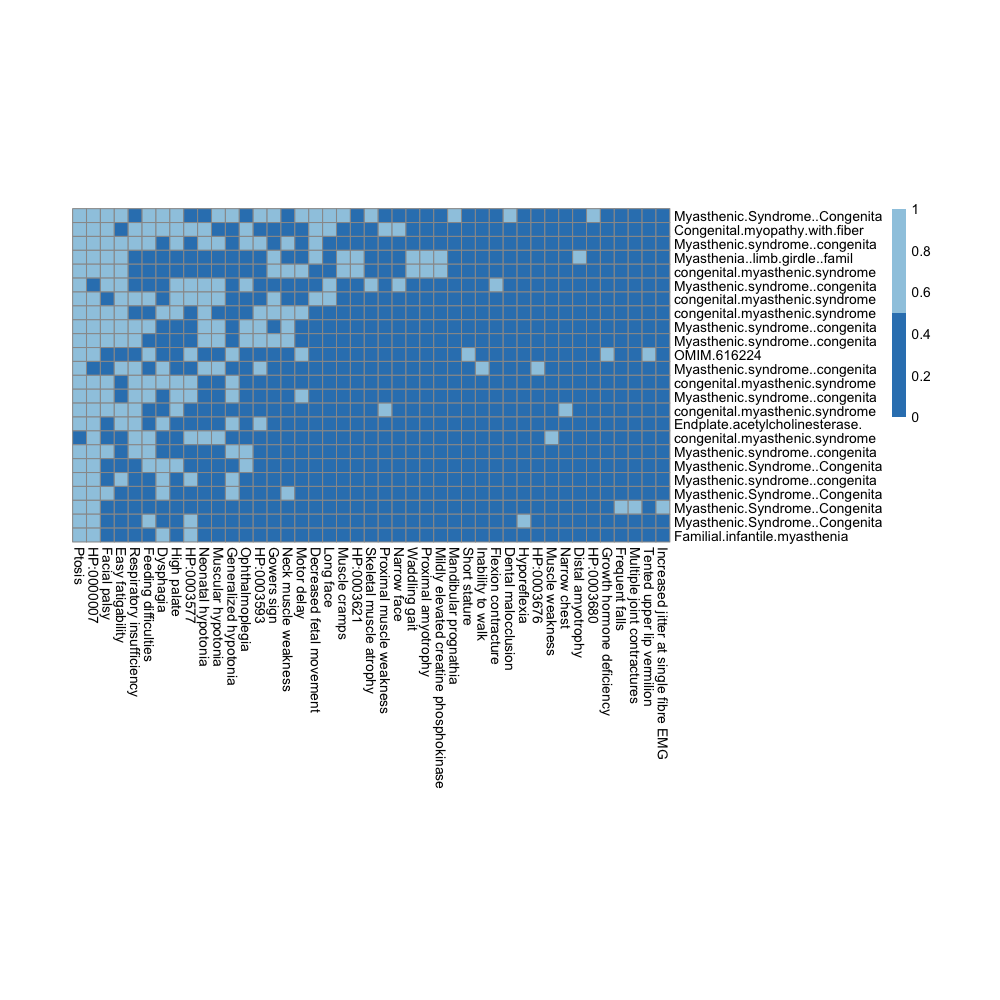 Myasthenic.Syndrome..Congenita
Congenital.myopathy.with.fiber
Myasthenic.syndrome..congenita
Myasthenia..limb.girdle..famil
congenital.myasthenic.syndrome
Myasthenic.Syndrome..congenita
congenital.myasthenic.syndrome
congenital.myasthenic.syndrome
Myasthenic.Syndrome..congenita
Myasthenic.syndrome..congenita
OMIM.616224
Myasthenic.Syndrome..congenita
congenital.myasthenic.syndrome
Myasthenic.Syndrome..congenita
congenital.myasthenic.syndrome
Endplate.acetylcholinesterase.
congenital.myasthenic.syndrome
Myasthenic.syndrome..congenita
Myasthenic.Syndrome..Congenita
Myasthenic.syndrome..congenita
Myasthenic.Syndrome..Congenita
Myasthenic.Syndrome..Congenita
Myasthenic.Syndrome..Congenita
Familial.infantile.myasthenia
1
0.8
0.6
0.4
0.2
0
Ptosis
HP:0000007
Facial palsy
Easy fatigability
Respiratory insufficiency
Feeding difficulties
Dysphagia
High palate
HP:0003577
Neonatal hypotonia
Muscular hypotonia
Generalized hypotonia
Ophthalmoplegia
HP:0003593
Gowers sign
Neck muscle weakness
Motor delay
Decreased fetal movement
Long face
Muscle cramps
HP:0003621
Skeletal muscle atrophy
Proximal muscle weakness
Narrow face
Waddling gait
Proximal amyotrophy
Mildly elevated creatine phosphokinase
Mandibular prognathia
Short stature
Inability to walk
Flexion contracture
Dental malocclusion
Hyporeflexia
HP:0003676
Muscle weakness
Narrow chest
Distal amyotrophy
HP:0003680
Growth hormone deficiency
Frequent falls
Multiple joint contractures
Tented upper lip vermilion
Increased jitter at single fibre EMG